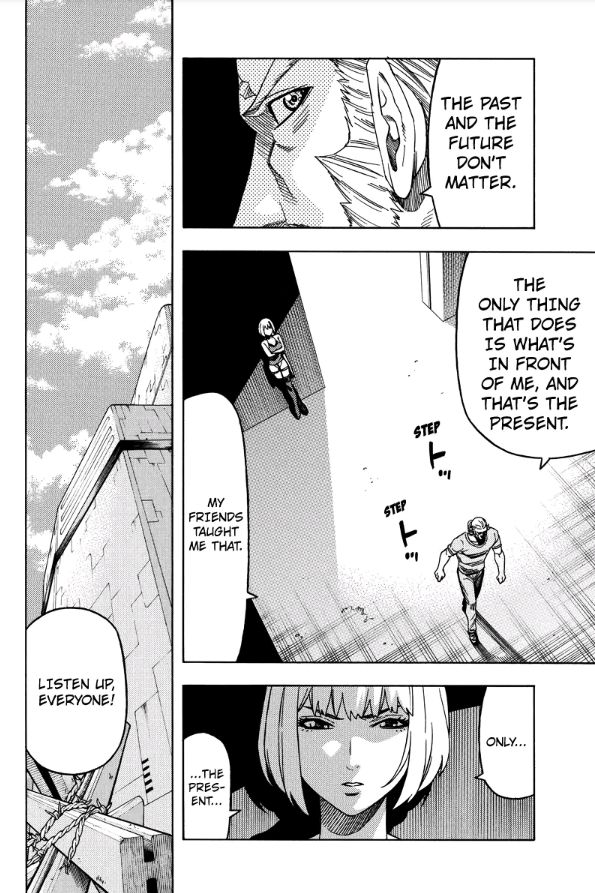 THE PAST
AND THE
FUTURE
DON'T
MATTER.
THE
ONLY THING
THAT DOES
IS WHAT'S
IN FRONT
OF ME, AND
THAT'S THE
PRESENT.
STEP
ト
STEP
ト
MY
FRIENDS
TAUGHT
ME THAT.
ONLY...
...THE
PRES-
ENT...
LISTEN UP,
EVERYONE!